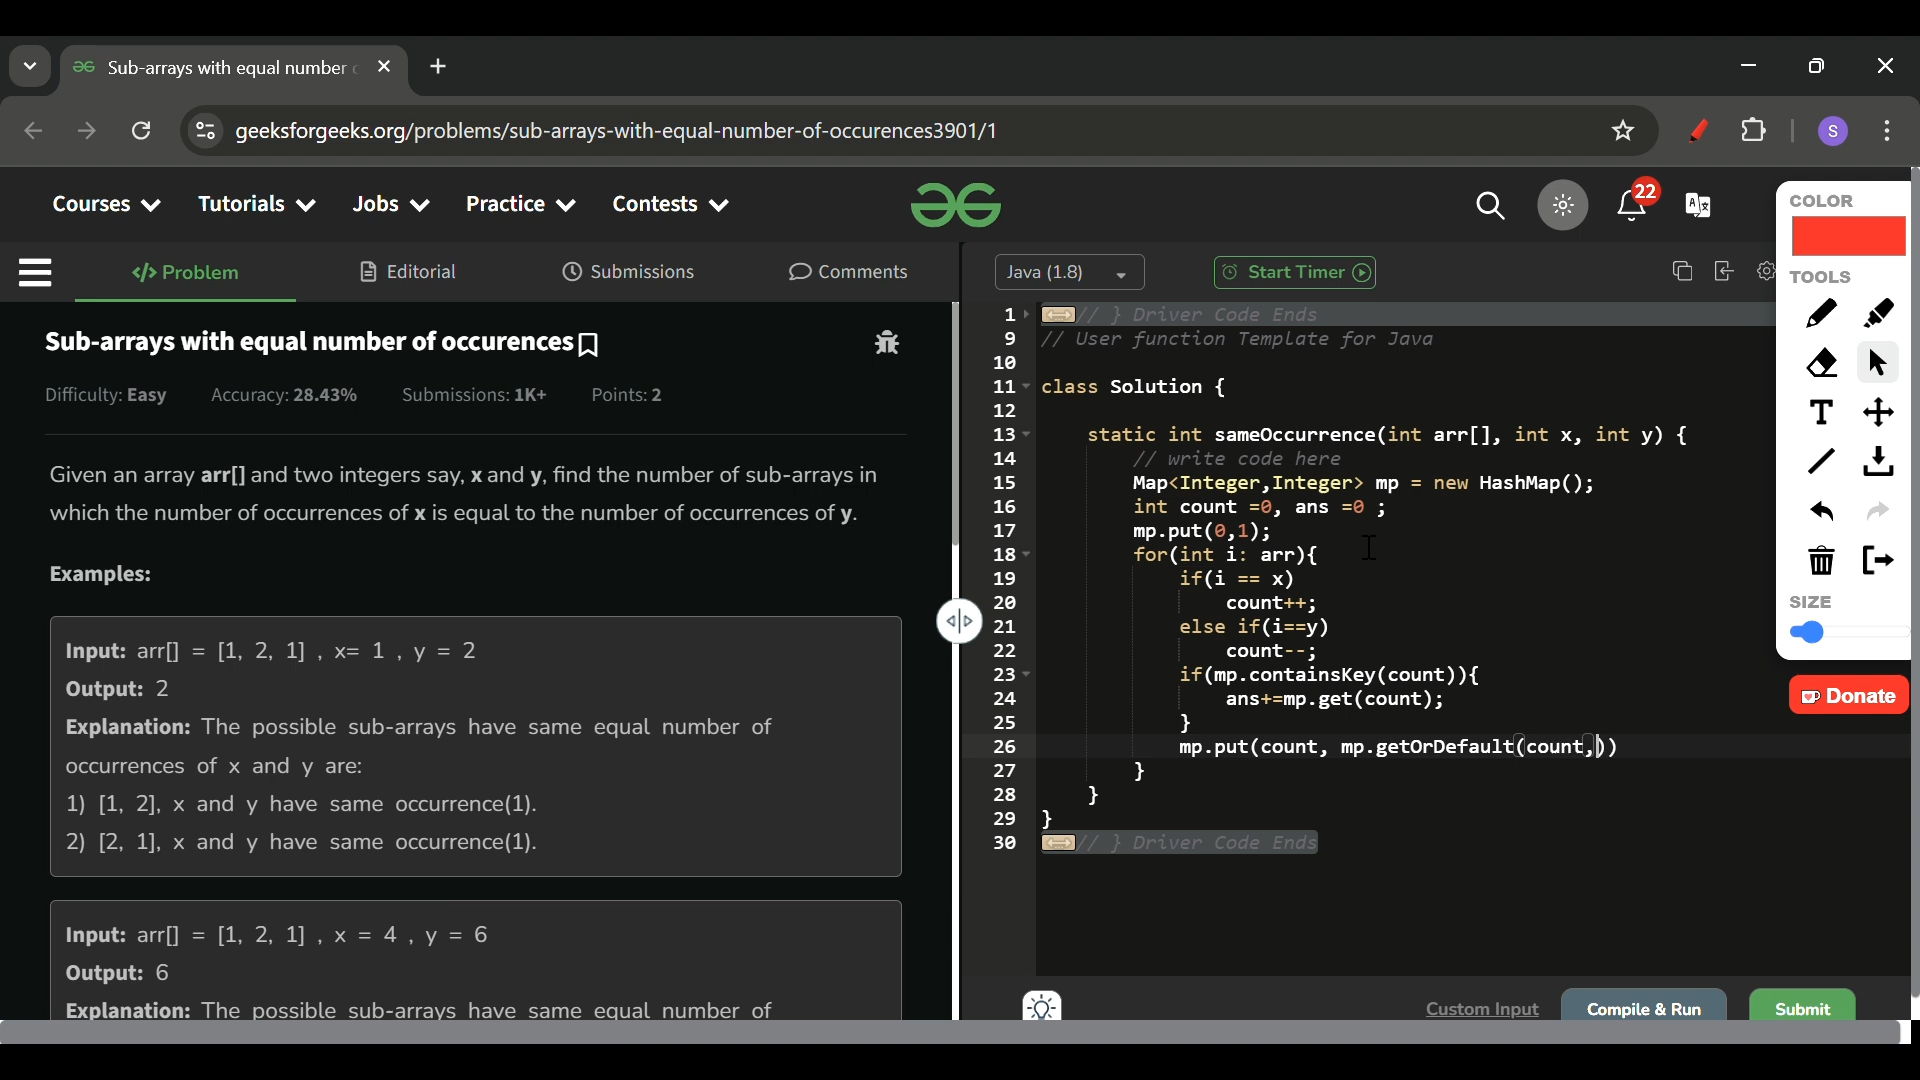 Sub-arrays with equal number
geeksforgeeks.org/problems/sub-arrays-with-equal-number-of-occurences3901/1
S
Courses Tutorials Jobs Practice Contests
22
COLOR
TOOLS
SIZE
Donate
</> Problem Editorial Submissions Comments
Java (1.8) Start Timer
Sub-arrays with equal number of occurences
Difficulty: Easy Accuracy: 28.43% Submissions: 1K+ Points: 2
Given an array arr[] and two integers say, x and y, find the number of sub-arrays in
which the number of occurrences of x is equal to the number of occurrences of y.
Examples:
Input: arr[] = [1, 2, 1] , x= 1 , y = 2
Output: 2
Explanation: The possible sub-arrays have same equal number of
occurrences of x and y are:
1) [1, 2], x and y have same occurrence(1).
2) [2, 1], x and y have same occurrence(1).
Input: arr[] = [1, 2, 1] , x = 4 , y = 6
Output: 6
Explanation: The possible sub-arrays have same equal number of
1 // } Driver Code Ends
9 // User function Template for Java
10
11 class Solution {
12
13 static int sameOccurrence(int arr[], int x, int y) {
14 // write code here
15 Map<Integer,Integer> mp = new HashMap();
16 int count =0, ans =0 ;
17 mp.put(0,1);
18 for(int i: arr){
19 if(i == x)
20 count++;
21 else if(i==y)
22 count--;
23 if(mp.containsKey(count)){
24 ans+=mp.get(count);
25 }
26 mp.put(count, mp.getOrDefault(count,))
27 }
28 }
29 }
30 // } Driver Code Ends
Custom Input Compile & Run Submit